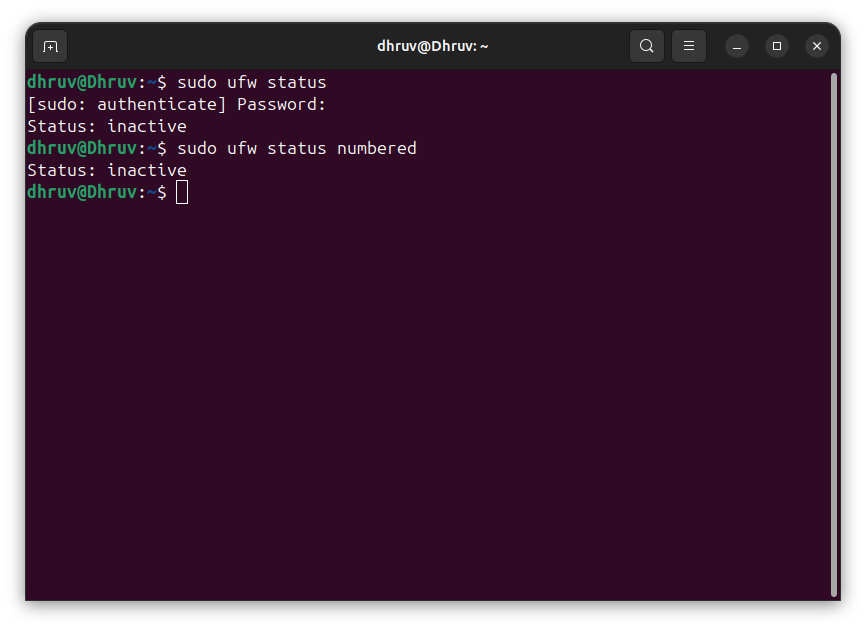 dhruv@Dhruv: ~
dhruv@Dhruv:~$ sudo ufw status
[sudo: authenticate] Password:
Status: inactive
dhruv@Dhruv:~$ sudo ufw status numbered
Status: inactive
dhruv@Dhruv:~$